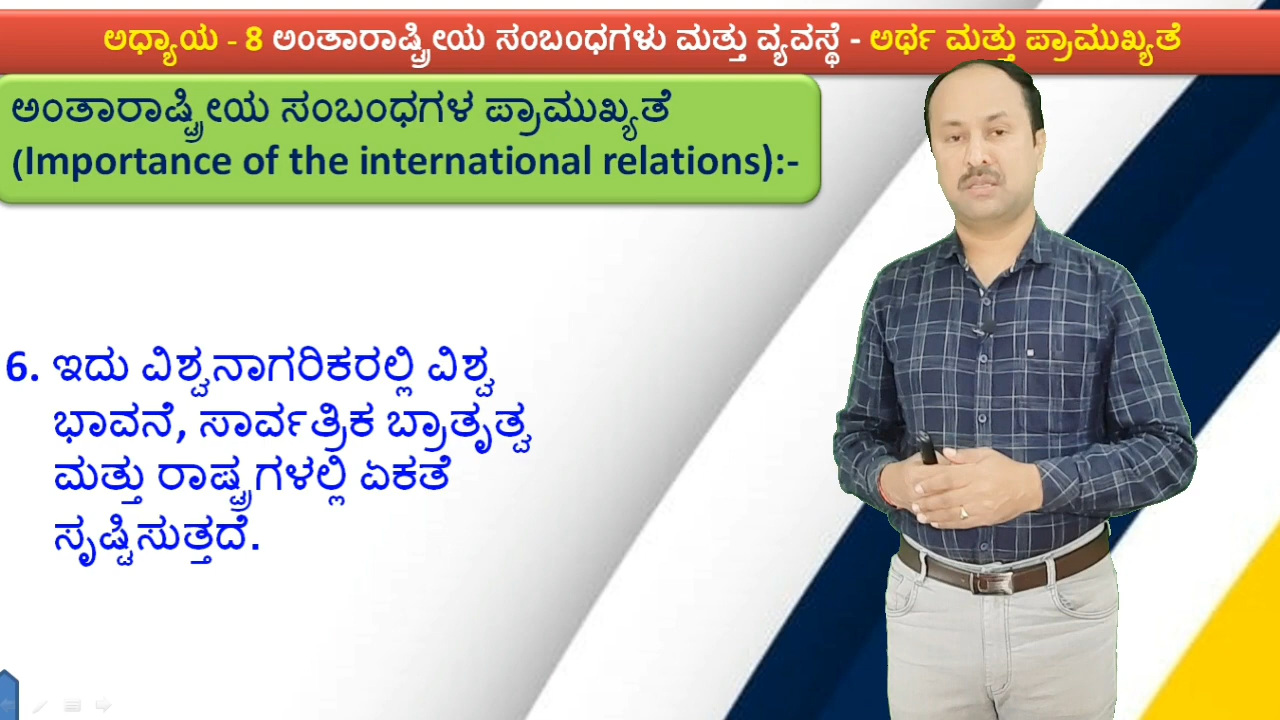 ಅಧ್ಯಾಯ - 8 ಅಂತಾರಾಷ್ಟ್ರೀಯ ಸಂಬಂಧಗಳು ಮತ್ತು ವ್ಯವಸ್ಥೆ - ಅರ್ಥ ಮತ್ತು ಪ್ರಾಮುಖ್ಯತೆ
ಅಂತಾರಾಷ್ಟ್ರೀಯ ಸಂಬಂಧಗಳ ಪ್ರಾಮುಖ್ಯತೆ
(Importance of the international relations):-
6. ಇದು ವಿಶ್ವನಾಗರಿಕರಲ್ಲಿ ವಿಶ್ವ
ಭಾವನೆ, ಸಾರ್ವತ್ರಿಕ ಬ್ರಾತೃತ್ವ
ಮತ್ತು ರಾಷ್ಟ್ರಗಳಲ್ಲಿ ಏಕತೆ
ಸೃಷ್ಟಿಸುತ್ತದೆ.